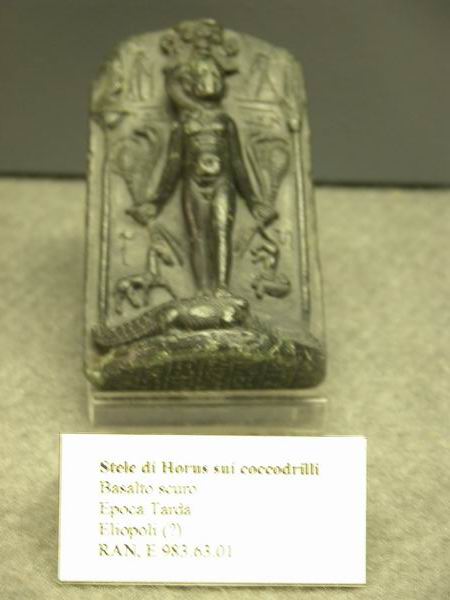 Stele di Horus sui coccodrilli
Basalto scuro
Epoca Tarda
Eliopoli (?)
RAN. E 983.63.01